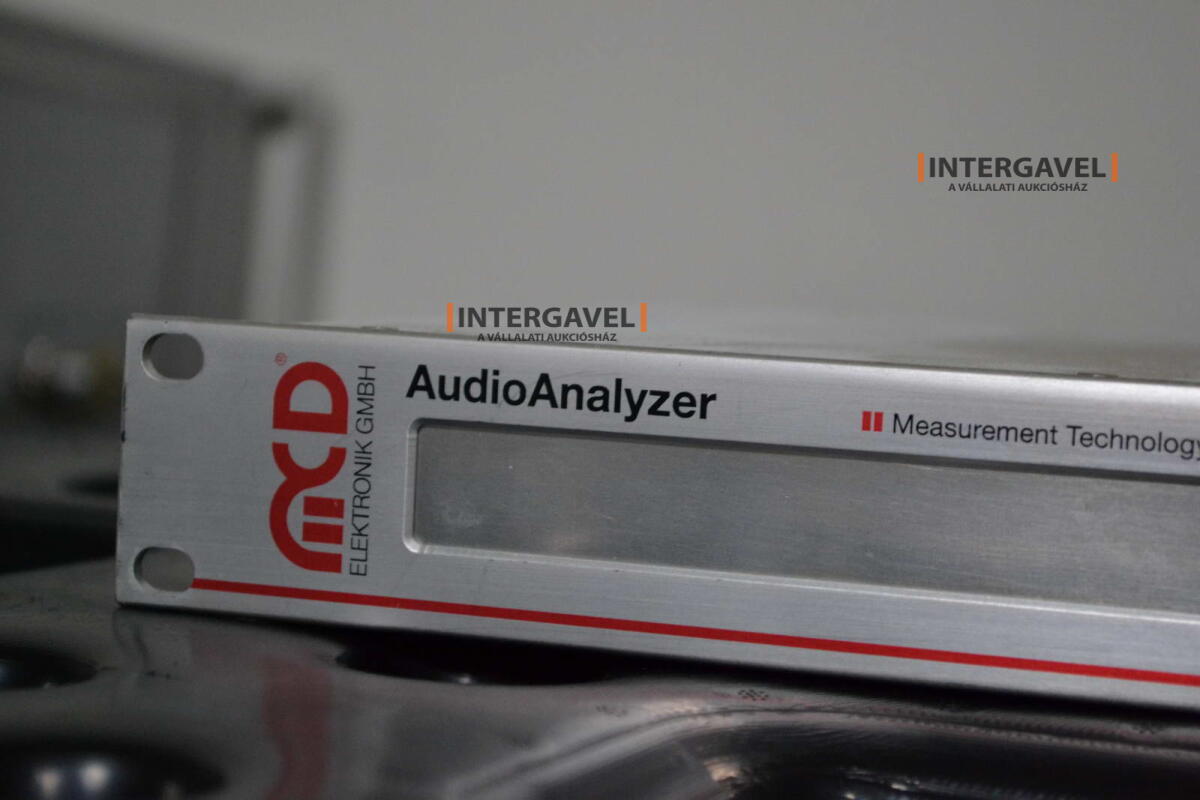 INTERGAVEL
A VÁLLALATI AUKCIÓSHÁZ
INTERGAVEL
A VÁLLALATI AUKCIÓSHÁZ
MCD®
ELEKTRONIK GMBH
AudioAnalyzer
Measurement Technology